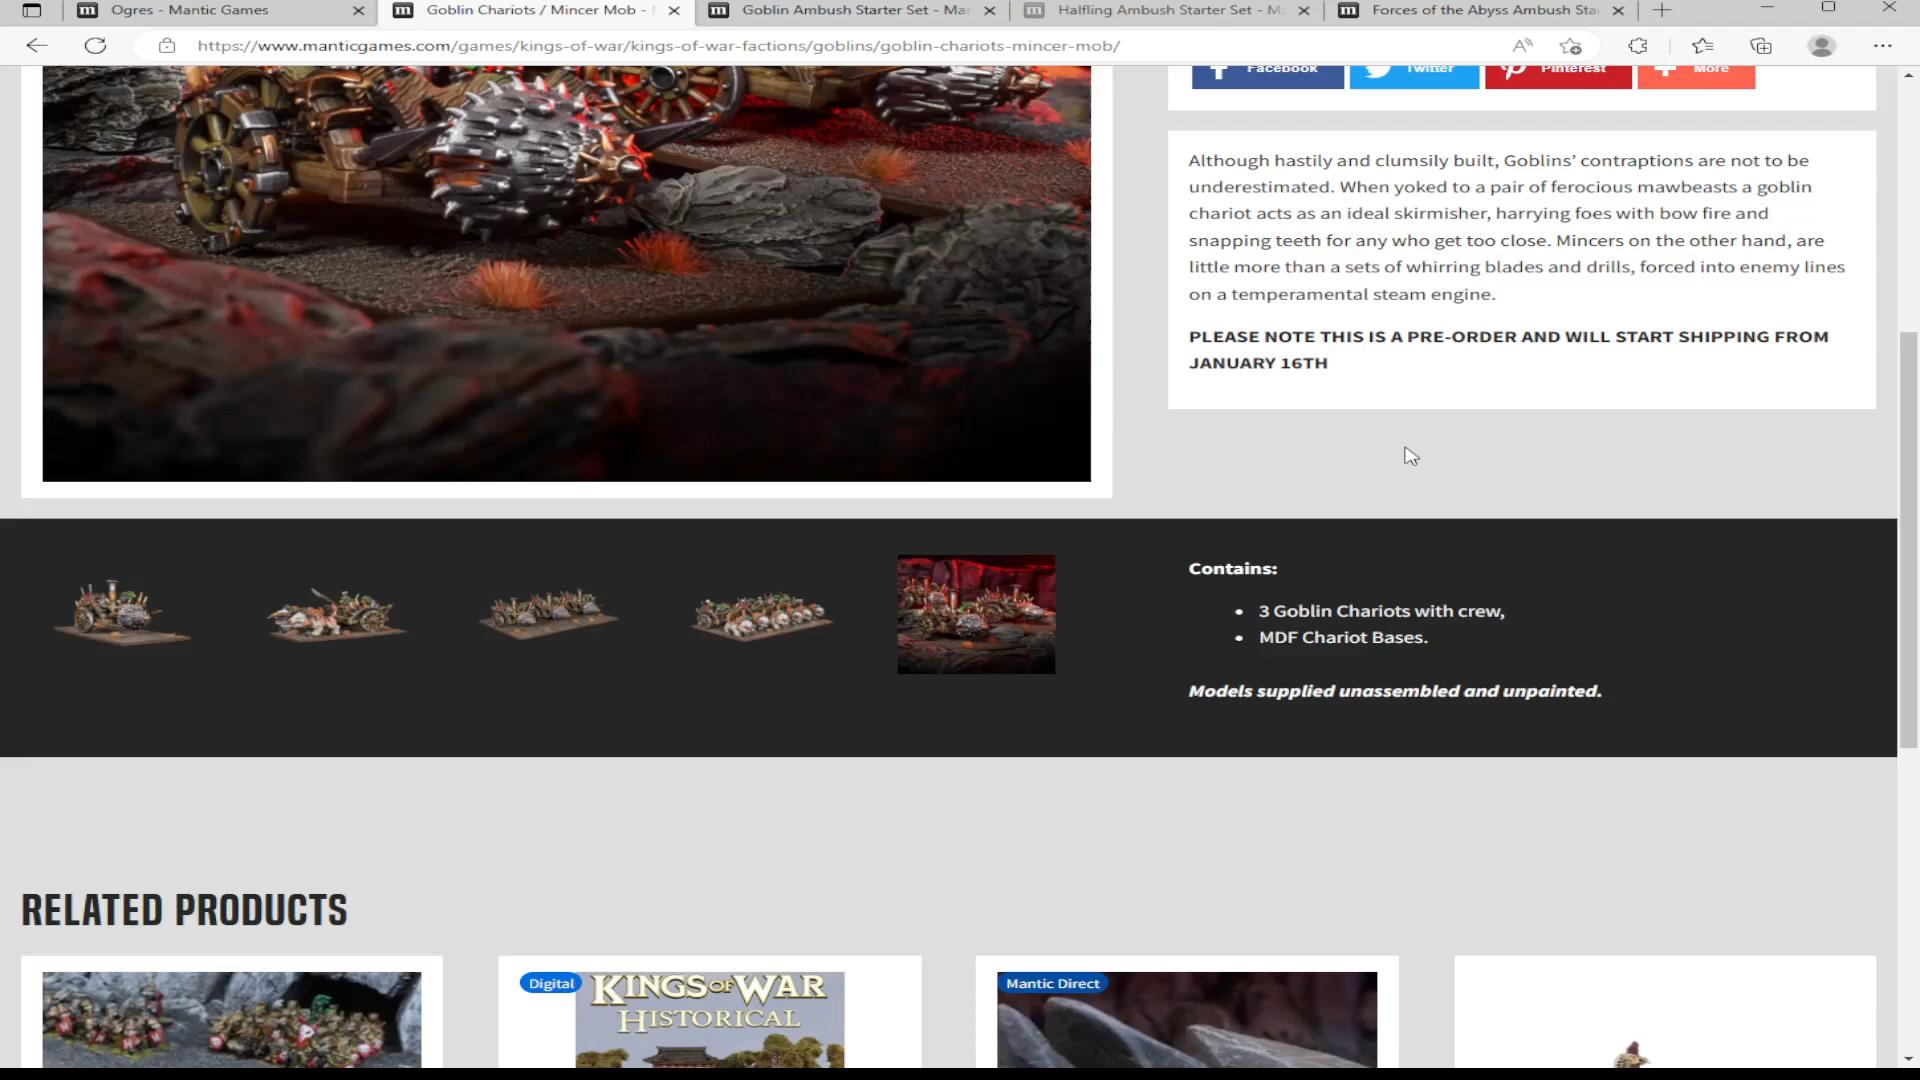 Ogres - Mantic Games
Goblin Chariots / Mincer Mob -
Goblin Ambush Starter Set - Mar
Halfling Ambush Starter Set - Ma
Forces of the Abyss Ambush Sta
https://www.manticgames.com/games/kings-of-war/kings-of-war-factions/goblins/goblin-chariots-mincer-mob/
Facebook
Twitter
Pinterest
More
Although hastily and clumsily built, Goblins’ contraptions are not to be
underestimated. When yoked to a pair of ferocious mawbeasts a goblin
chariot acts as an ideal skirmisher, harrying foes with bow fire and
snapping teeth for any who get too close. Mincers on the other hand, are
little more than a sets of whirring blades and drills, forced into enemy lines
on a temperamental steam engine.
PLEASE NOTE THIS IS A PRE-ORDER AND WILL START SHIPPING FROM
JANUARY 16TH
Contains:
• 3 Goblin Chariots with crew,
• MDF Chariot Bases.
Models supplied unassembled and unpainted.
RELATED PRODUCTS
Digital
KINGS OF WAR
HISTORICAL
Mantic Direct